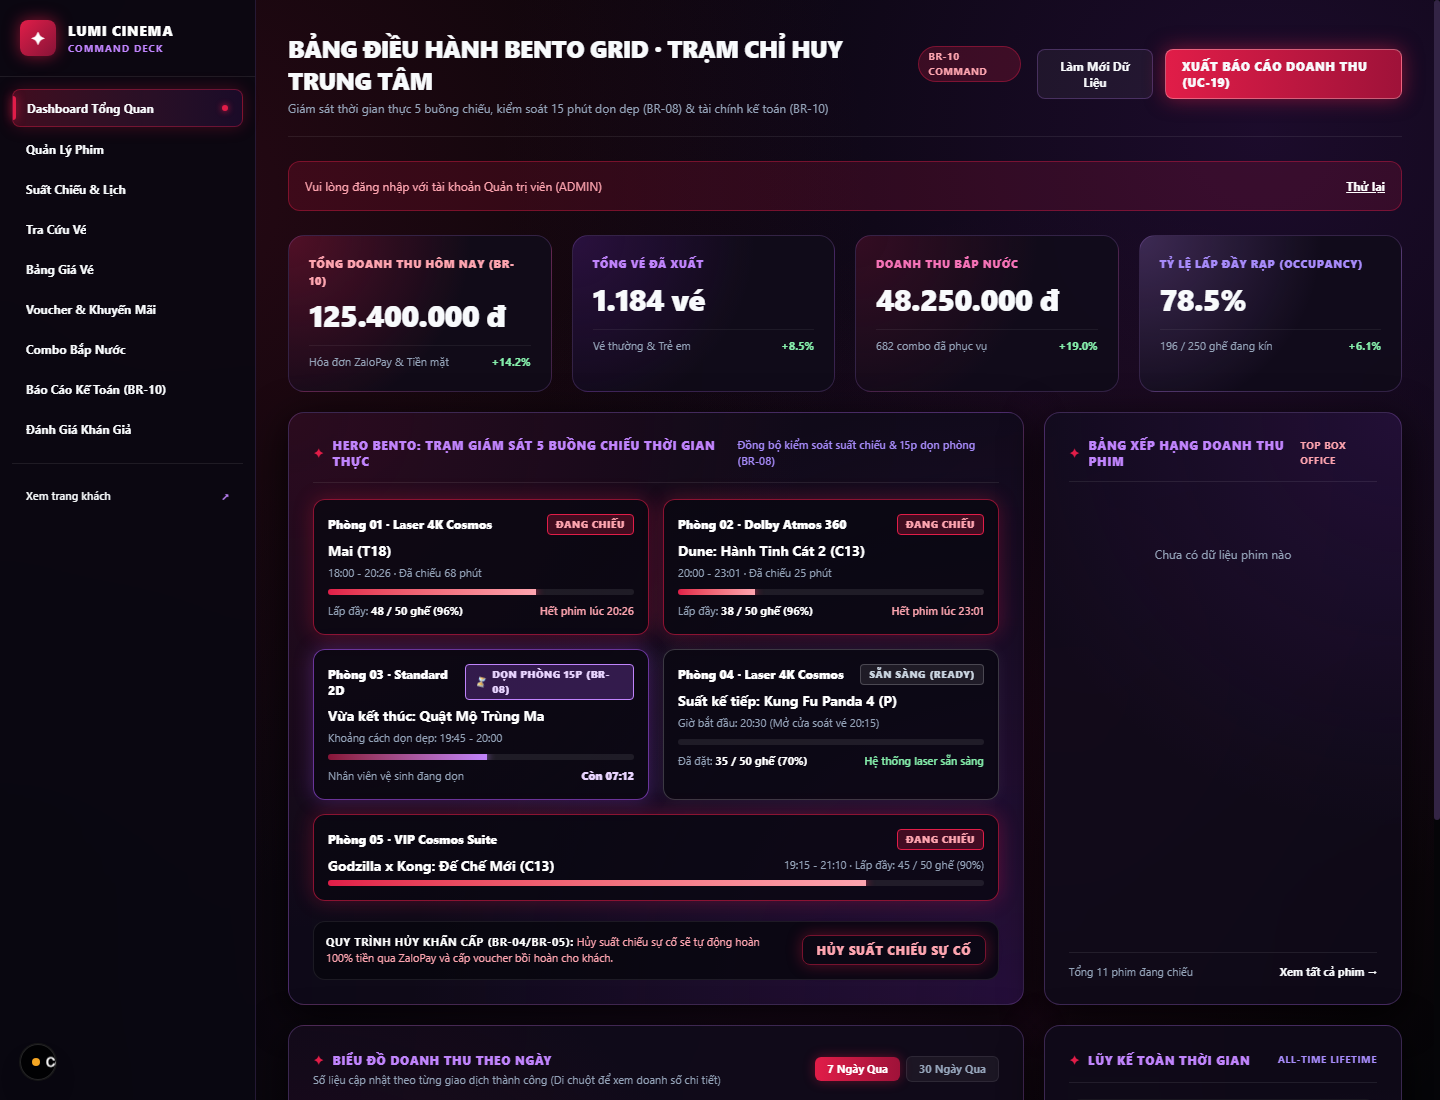 LUMI CINEMA
COMMAND DECK
Dashboard Tổng Quan
Quản Lý Phim
Suất Chiếu & Lịch
Tra Cứu Vé
Bảng Giá Vé
Voucher & Khuyến Mãi
Combo Bắp Nước
Báo Cáo Kế Toán (BR-10)
Đánh Giá Khán Giả
Xem trang khách ↗
BẢNG ĐIỀU HÀNH BENTO GRID · TRẠM CHỈ HUY
TRUNG TÂM
Giám sát thời gian thực 5 buồng chiếu, kiểm soát 15 phút dọn dẹp (BR-08) & tài chính kế toán (BR-10)
BR-10
COMMAND
Làm Mới Dữ
Liệu
XUẤT BÁO CÁO DOANH THU
(UC-19)
Vui lòng đăng nhập với tài khoản Quản trị viên (ADMIN)
Thử lại
TỔNG DOANH THU HÔM NAY (BR-
10)
125.400.000 đ
Hóa đơn ZaloPay & Tiền mặt +14.2%
TỔNG VÉ ĐÃ XUẤT
1.184 vé
Vé thường & Trẻ em +8.5%
DOANH THU BẮP NƯỚC
48.250.000 đ
682 combo đã phục vụ +19.0%
TỶ LỆ LẤP ĐẦY RẠP (OCCUPANCY)
78.5%
196 / 250 ghế đang kín +6.1%
HERO BENTO: TRẠM GIÁM SÁT 5 BUỒNG CHIẾU THỜI GIAN
THỰC
Đồng bộ kiểm soát suất chiếu & 15p dọn phòng
(BR-08)
Phòng 01 - Laser 4K Cosmos ĐANG CHIẾU
Mai (T18)
18:00 - 20:26 · Đã chiếu 68 phút
Lấp đầy: 48 / 50 ghế (96%) Hết phim lúc 20:26
Phòng 02 - Dolby Atmos 360 ĐANG CHIẾU
Dune: Hành Tinh Cát 2 (C13)
20:00 - 23:01 · Đã chiếu 25 phút
Lấp đầy: 38 / 50 ghế (96%) Hết phim lúc 23:01
Phòng 03 - Standard
2D
DỌN PHÒNG 15P (BR-
08)
Vừa kết thúc: Quật Mộ Trùng Ma
Khoảng cách dọn dẹp: 19:45 - 20:00
Nhân viên vệ sinh đang dọn Còn 07:12
Phòng 04 - Laser 4K Cosmos SẴN SÀNG (READY)
Suất kế tiếp: Kung Fu Panda 4 (P)
Giờ bắt đầu: 20:30 (Mở cửa soát vé 20:15)
Đã đặt: 35 / 50 ghế (70%) Hệ thống laser sẵn sàng
Phòng 05 - VIP Cosmos Suite ĐANG CHIẾU
Godzilla x Kong: Đế Chế Mới (C13) 19:15 - 21:10 · Lấp đầy: 45 / 50 ghế (90%)
QUY TRÌNH HỦY KHẨN CẤP (BR-04/BR-05): Hủy suất chiếu sự cố sẽ tự động hoàn
100% tiền qua ZaloPay và cấp voucher bồi hoàn cho khách.
HỦY SUẤT CHIẾU SỰ CỐ
BẢNG XẾP HẠNG DOANH THU
PHIM
TOP BOX
OFFICE
Chưa có dữ liệu phim nào
Tổng 11 phim đang chiếu Xem tất cả phim →
BIỂU ĐỒ DOANH THU THEO NGÀY
Số liệu cập nhật theo từng giao dịch thành công (Di chuột để xem doanh số chi tiết)
7 Ngày Qua 30 Ngày Qua
LŨY KẾ TOÀN THỜI GIAN ALL-TIME LIFETIME